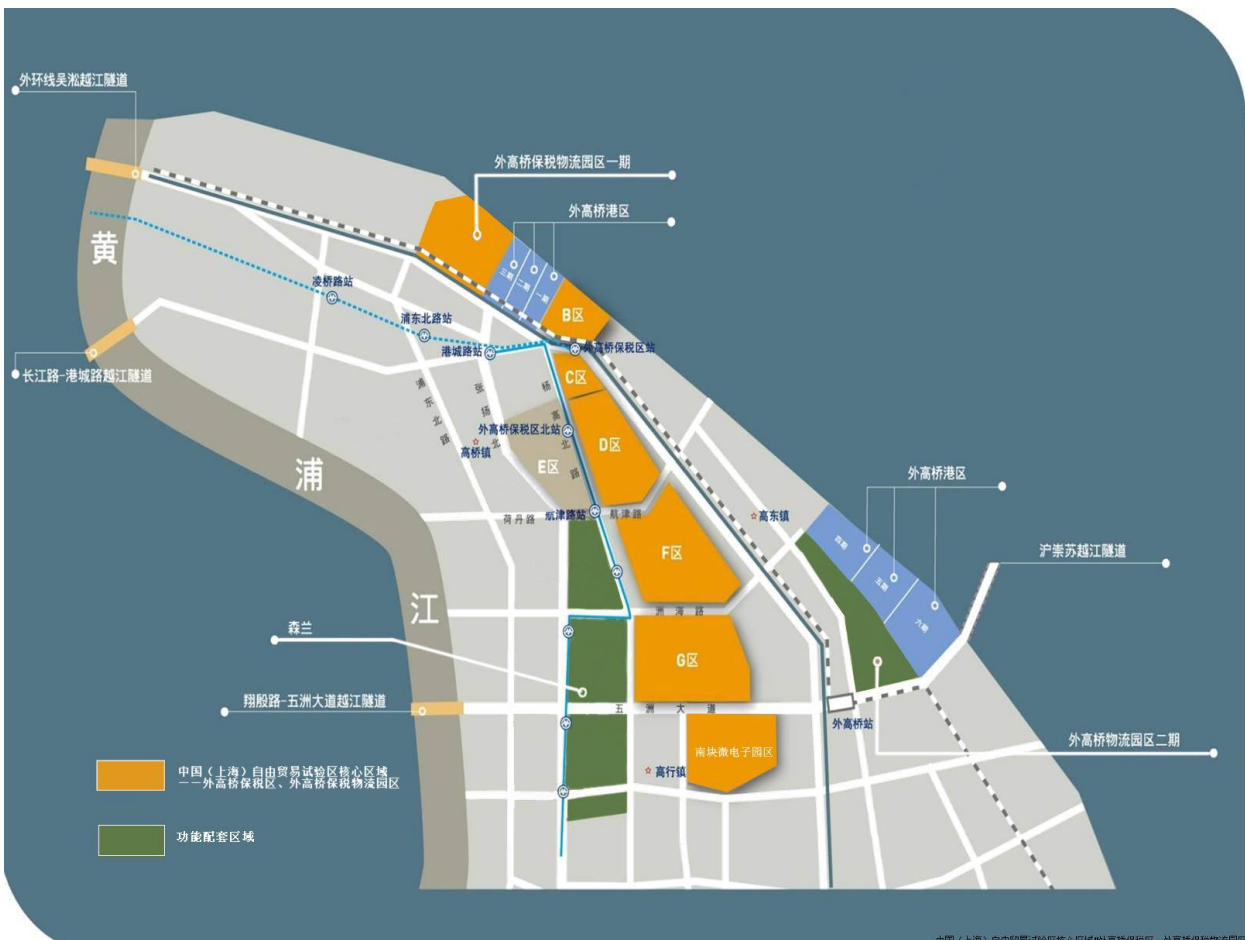 外环线吴淞越江隧道
外高桥保税物流园区一期
外高桥港区
三期
二期
一期
黄
浦
江
凌桥路站
浦东北路站
港城路站
B区
外高桥保税区站
C区
长江路-港城路越江隧道
浦东北路
张扬北
杨高北路
外高桥保税区北站
高桥镇
D区
E区
荷丹路
航津路站
航津路
高东镇
外高桥港区
四期
五期
六期
F区
沪崇苏越江隧道
洲海路
森兰
G区
翔殷路-五洲大道越江隧道
五洲大道
外高桥站
外高桥物流园区二期
南块微电子园区
高行镇
中国(上海)自由贸易试验区核心区域
——外高桥保税区、外高桥保税物流园区
功能配套区域